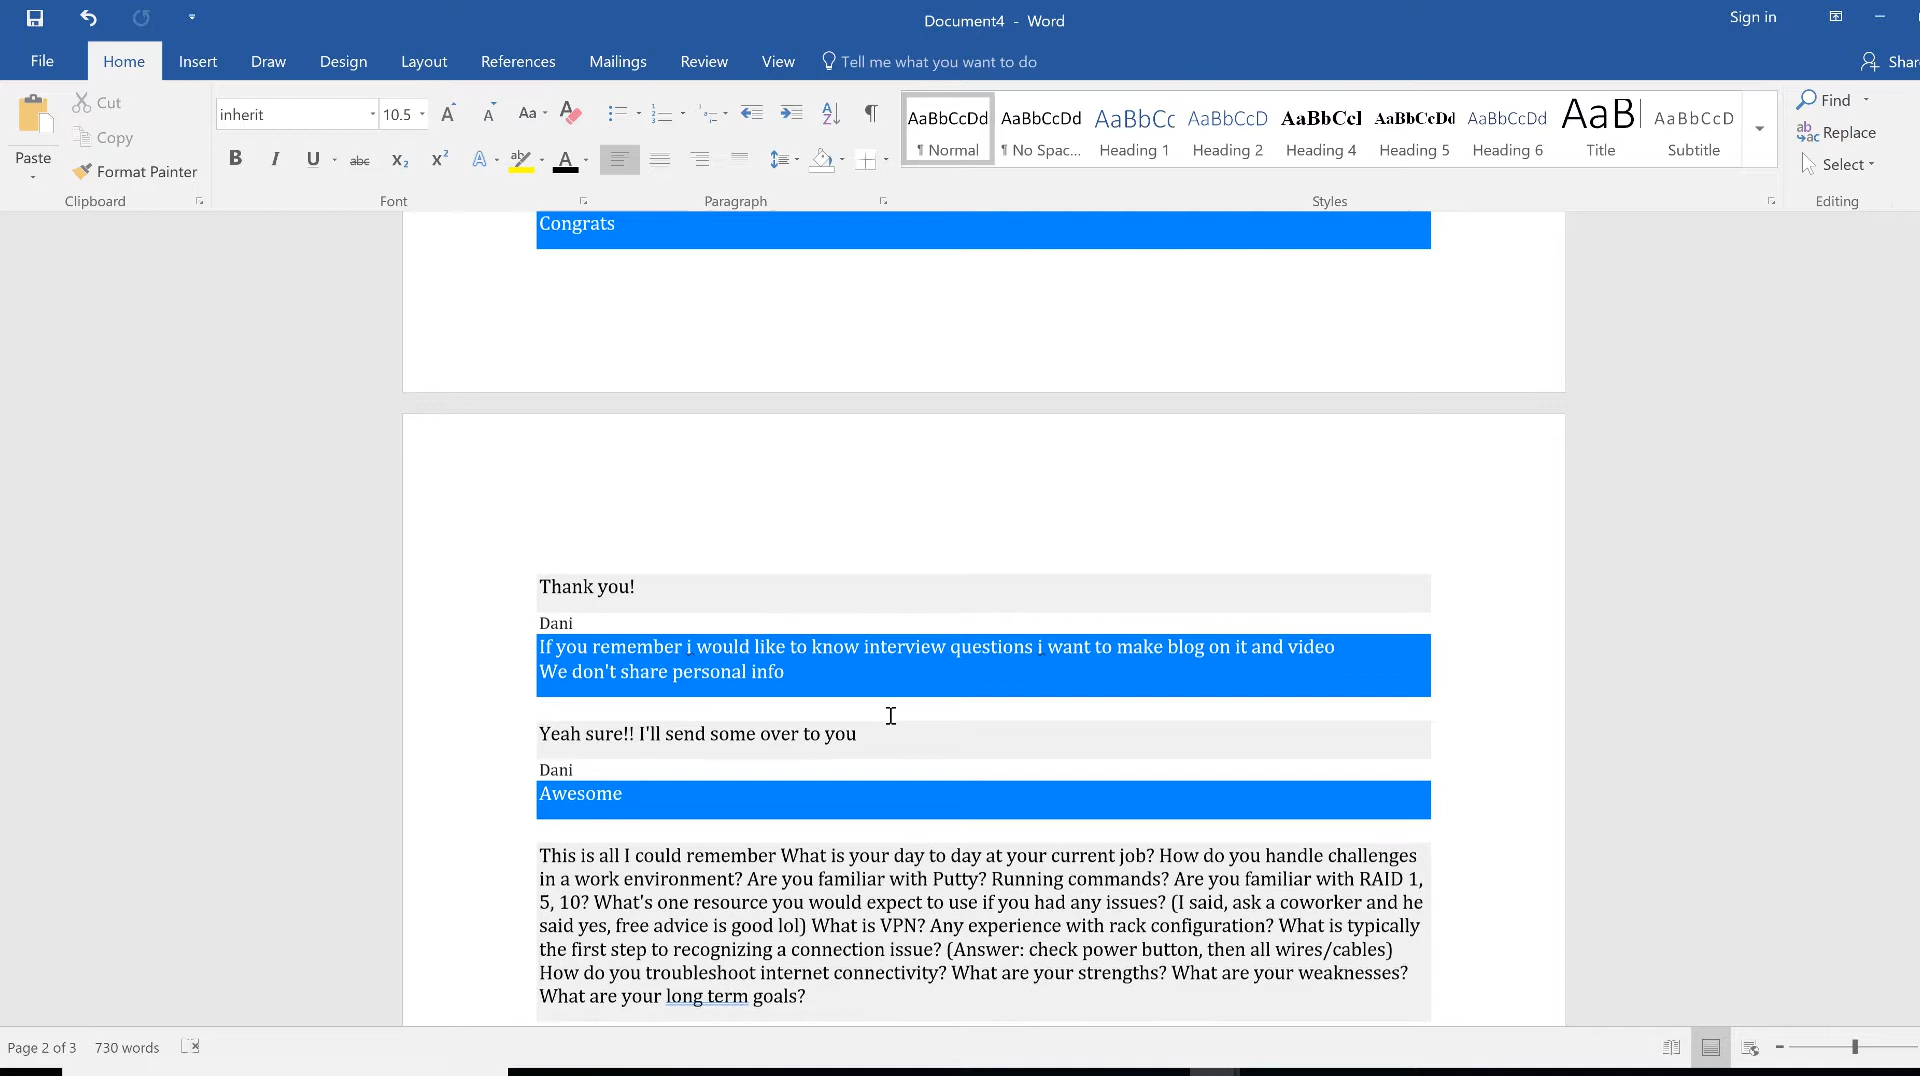 Document4 - Word
Sign in
File Home Insert Draw Design Layout References Mailings Review View Tell me what you want to do
Shar
Paste
Cut
Copy
Format Painter
Clipboard
inherit 10.5
Font
Paragraph
AaBbCcDd AaBbCcDd AaBbCc AaBbCcD AaBbCcl AaBbCcDd AaBbCcDd AaB AaBbCcD
¶ Normal ¶ No Spac... Heading 1 Heading 2 Heading 4 Heading 5 Heading 6 Title Subtitle
Styles
Find
Replace
Select
Editing
Congrats
Thank you!
Dani
If you remember i would like to know interview questions i want to make blog on it and video
We don't share personal info
Yeah sure!! I'll send some over to you
Dani
Awesome
This is all I could remember What is your day to day at your current job? How do you handle challenges
in a work environment? Are you familiar with Putty? Running commands? Are you familiar with RAID 1,
5, 10? What's one resource you would expect to use if you had any issues? (I said, ask a coworker and he
said yes, free advice is good lol) What is VPN? Any experience with rack configuration? What is typically
the first step to recognizing a connection issue? (Answer: check power button, then all wires/cables)
How do you troubleshoot internet connectivity? What are your strengths? What are your weaknesses?
What are your long term goals?
Page 2 of 3 730 words